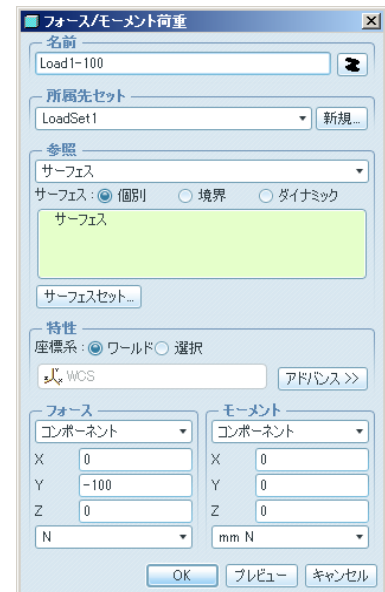 フォース/モーメント荷重
名前
Load1-100
所属先セット
LoadSet1 新規...
参照
サーフェス
サーフェス: 個別 境界 ダイナミック
サーフェス
サーフェスセット...
特性
座標系: ワールド 選択
WCS アドバンス >>
フォース モーメント
コンポーネント コンポーネント
X 0 X 0
Y -100 Y 0
Z 0 Z 0
N mm N
OK プレビュー キャンセル